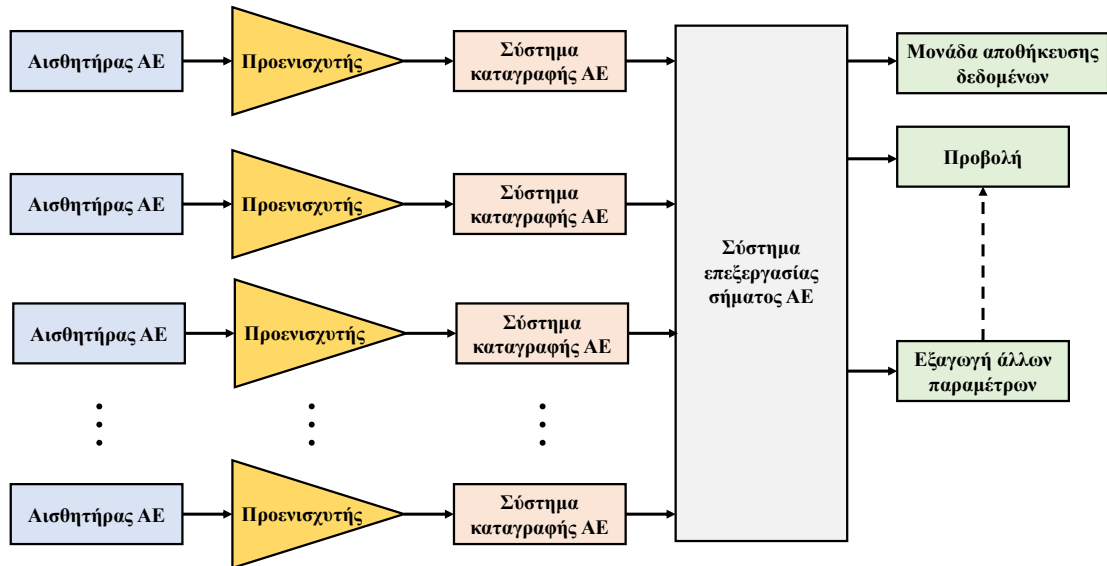 Αισθητήρας ΑΕ
Προενισχυτής
Σύστημα
καταγραφής ΑΕ
Μονάδα αποθήκευσης
δεδομένων
Προβολή
Αισθητήρας ΑΕ
Προενισχυτής
Σύστημα
καταγραφής ΑΕ
Σύστημα
επεξεργασίας
σήματος ΑΕ
Αισθητήρας ΑΕ
Προενισχυτής
Σύστημα
καταγραφής ΑΕ
Εξαγωγή άλλων
παραμέτρων
Αισθητήρας ΑΕ
Προενισχυτής
Σύστημα
καταγραφής ΑΕ